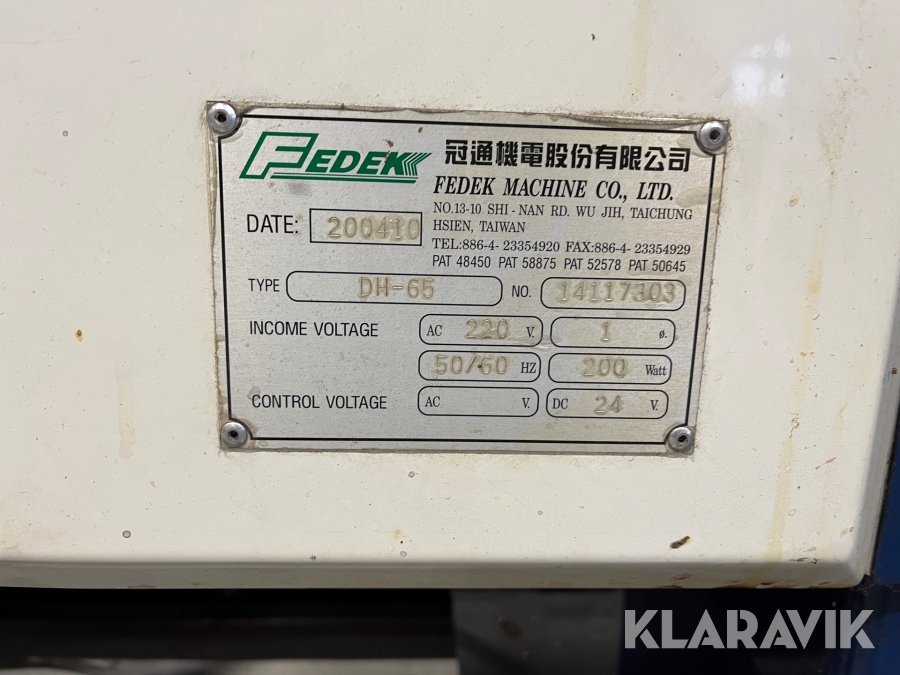 FEDEK
冠通機電股份有限公司
FEDEK MACHINE CO., LTD.
NO.13-10 SHI - NAN RD. WU JIH, TAICHUNG
HSIEN, TAIWAN
TEL:886-4- 23354920 FAX:886-4- 23354929
PAT 48450 PAT 58875 PAT 52578 PAT 50645
DATE: 200410
TYPE DH-65 NO. 14117303
INCOME VOLTAGE AC 220 V. 1 ø.
50/60 HZ 200 Watt
CONTROL VOLTAGE AC V. DC 24 V.
KLARAVIK